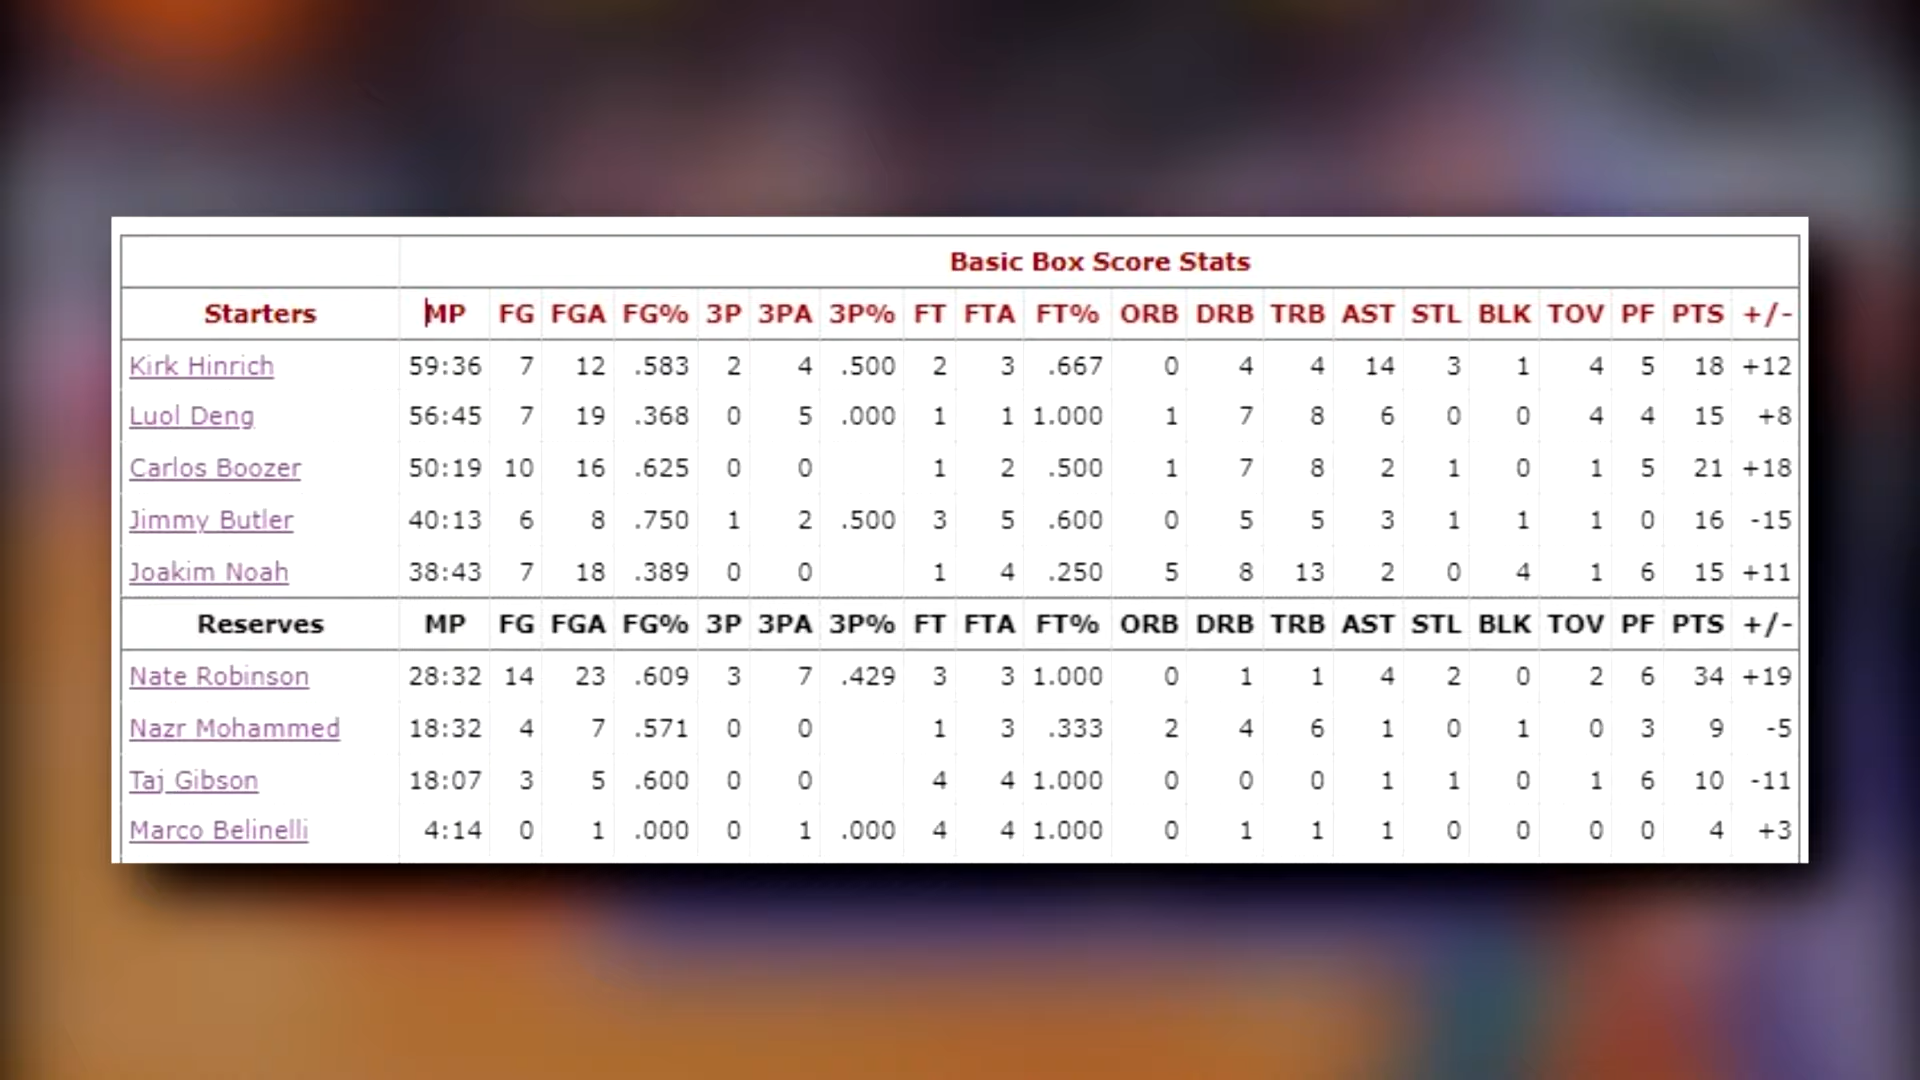 Basic Box Score Stats
Starters MP FG FGA FG% 3P 3PA 3P% FT FTA FT% ORB DRB TRB AST STL BLK TOV PF PTS +/-
Kirk Hinrich 59:36 7 12 .583 2 4 .500 2 3 .667 0 4 4 14 3 1 4 5 18 +12
Luol Deng 56:45 7 19 .368 0 5 .000 1 1 1.000 1 7 8 6 0 0 4 4 15 +8
Carlos Boozer 50:19 10 16 .625 0 0 1 2 .500 1 7 8 2 1 0 1 5 21 +18
Jimmy Butler 40:13 6 8 .750 1 2 .500 3 5 .600 0 5 5 3 1 1 1 0 16 -15
Joakim Noah 38:43 7 18 .389 0 0 1 4 .250 5 8 13 2 0 4 1 6 15 +11
Reserves MP FG FGA FG% 3P 3PA 3P% FT FTA FT% ORB DRB TRB AST STL BLK TOV PF PTS +/-
Nate Robinson 28:32 14 23 .609 3 7 .429 3 3 1.000 0 1 1 4 2 0 2 6 34 +19
Nazr Mohammed 18:32 4 7 .571 0 0 1 3 .333 2 4 6 1 0 1 0 3 9 -5
Taj Gibson 18:07 3 5 .600 0 0 4 4 1.000 0 0 0 1 1 0 1 6 10 -11
Marco Belinelli 4:14 0 1 .000 0 1 .000 4 4 1.000 0 1 1 1 0 0 0 0 4 +3